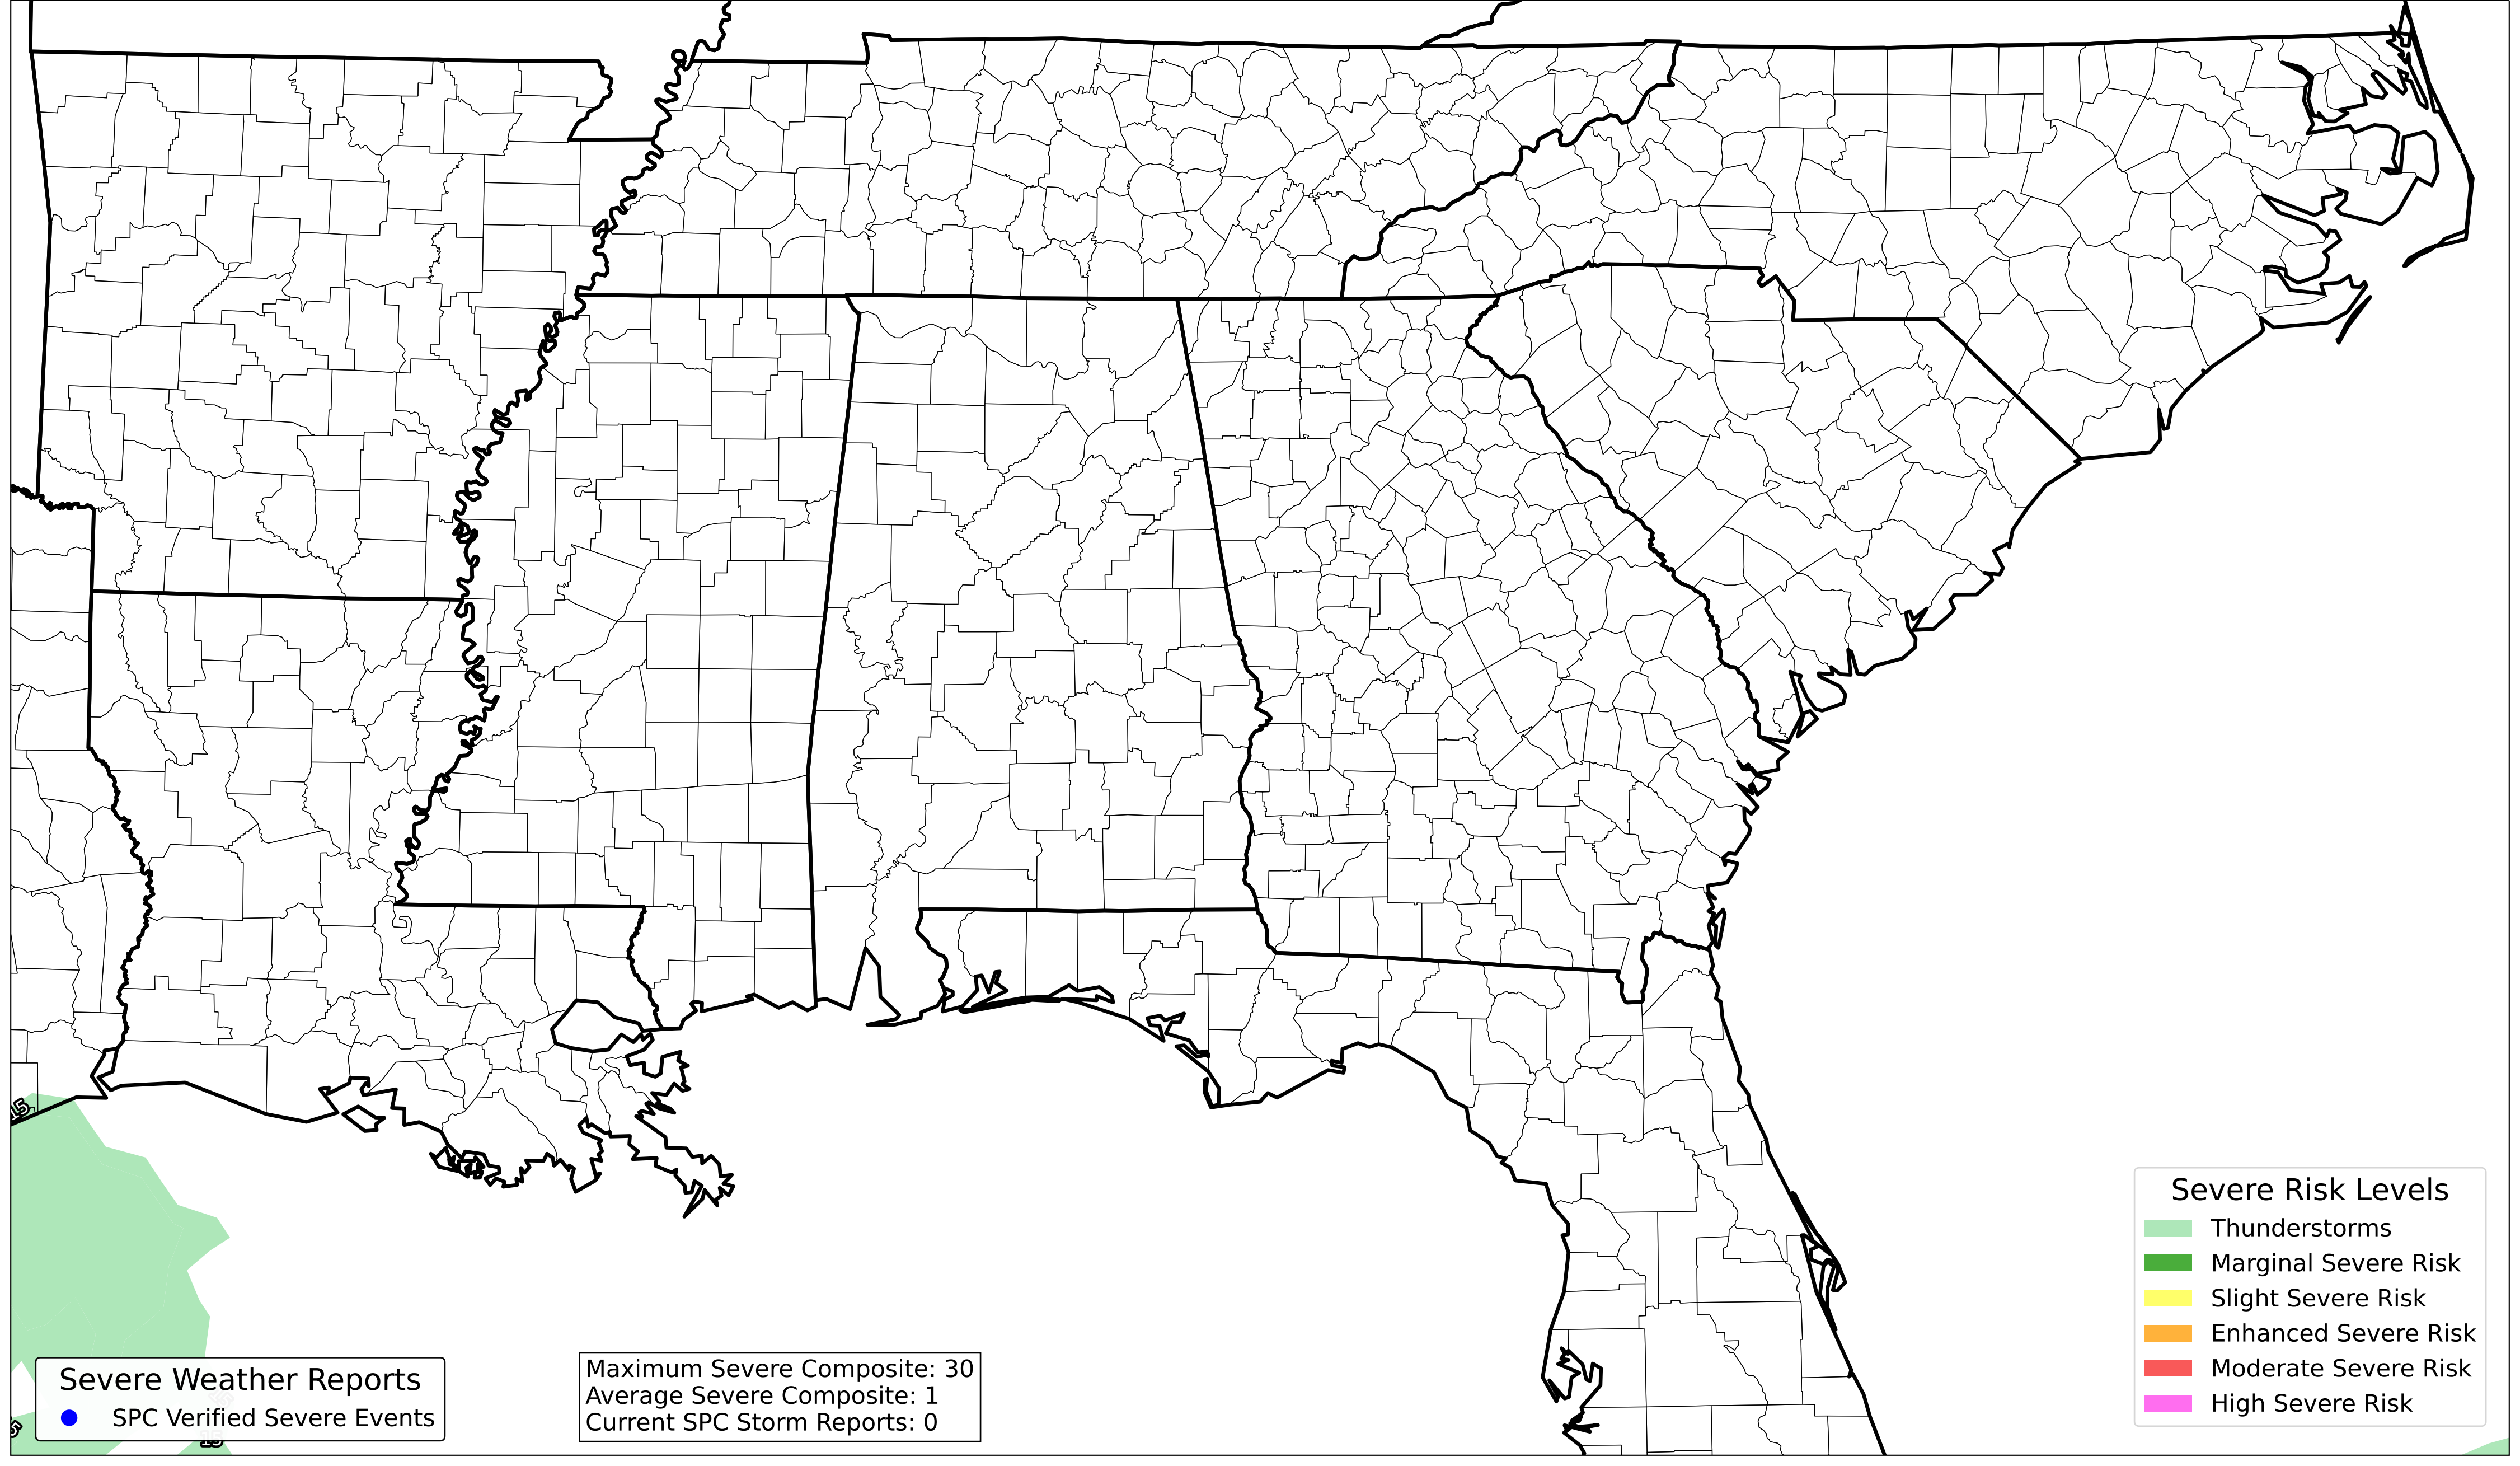 15
Severe Risk Levels
Thunderstorms
Marginal Severe Risk
Slight Severe Risk
Enhanced Severe Risk
Moderate Severe Risk
High Severe Risk
Severe Weather Reports
SPC Verified Severe Events
Maximum Severe Composite: 30
Average Severe Composite: 1
Current SPC Storm Reports: 0